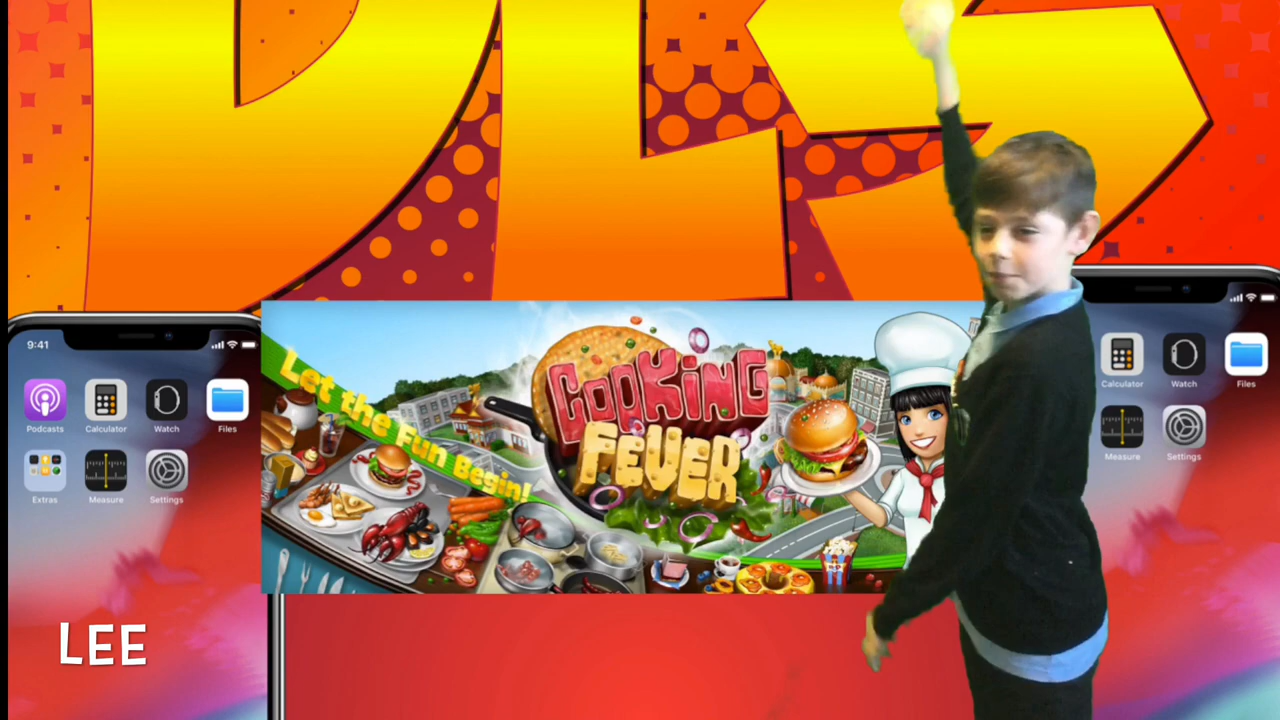 9:41
Podcasts Calculator Watch Files
Extras Measure Settings
Let the Fun Begin!
COOKING
FEVER
Calculator Watch Files
Measure Settings
LEE